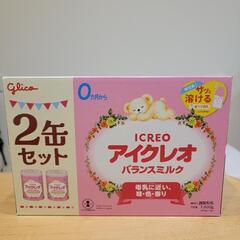 glico
2缶
セット
0ヵ月から
ICREO
アイクレオ
バランスミルク
母乳に近い、
味・色・香り
サッと
溶ける